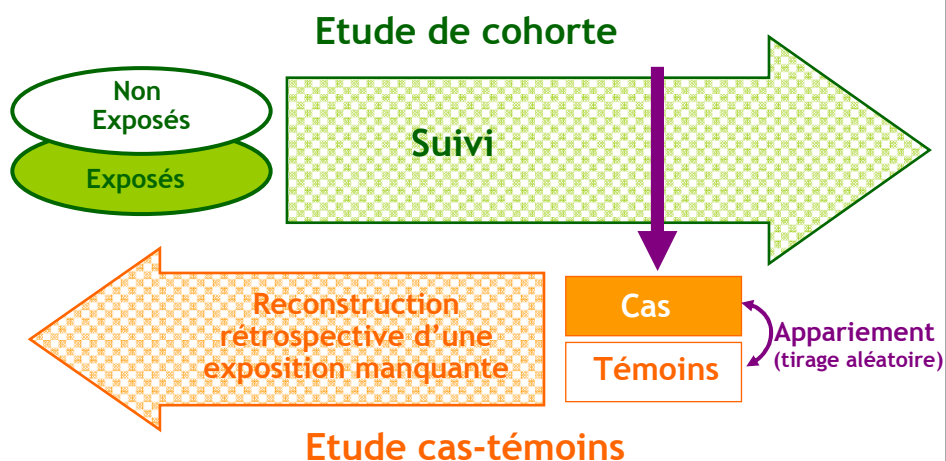 Etude de cohorte
Non
Exposés
Exposés
Suivi
Reconstruction
rétrospective d'une
exposition manquante
Cas
Témoins
Appariement
(tirage aléatoire)
Etude cas-témoins